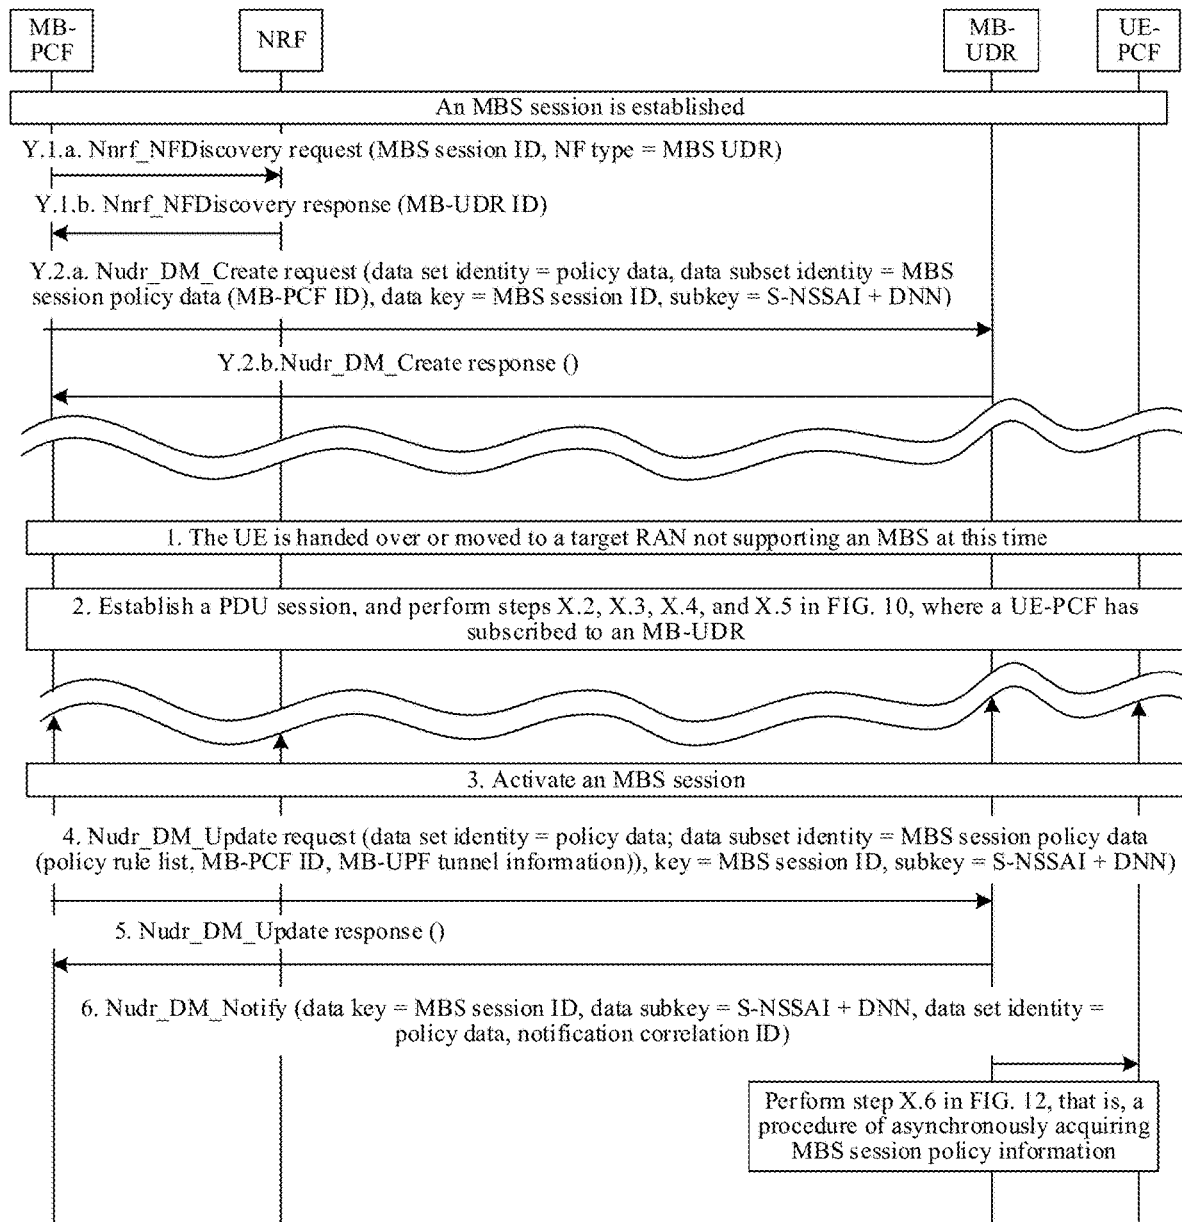 MB-
PCF
NRF
MB-
UDR
UE-
PCF
An MBS session is established
Y.1.a. Nnrf_NFDiscovery request (MBS session ID, NF type = MBS UDR)
Y.1.b. Nnrf_NFDiscovery response (MB-UDR ID)
Y.2.a. Nudr_DM_Create request (data set identity = policy data, data subset identity = MBS
session policy data (MB-PCF ID), data key = MBS session ID, subkey = S-NSSAI + DNN)
Y.2.b.Nudr_DM_Create response ()
1. The UE is handed over or moved to a target RAN not supporting an MBS at this time
2. Establish a PDU session, and perform steps X.2, X.3, X.4, and X.5 in FIG. 10, where a UE-PCF has
subscribed to an MB-UDR
3. Activate an MBS session
4. Nudr_DM_Update request (data set identity = policy data; data subset identity = MBS session policy data
(policy rule list, MB-PCF ID, MB-UPF tunnel information)), key = MBS session ID, subkey = S-NSSAI + DNN)
5. Nudr_DM_Update response ()
6. Nudr_DM_Notify (data key = MBS session ID, data subkey = S-NSSAI + DNN, data set identity =
policy data, notification correlation ID)
Perform step X.6 in FIG. 12, that is, a
procedure of asynchronously acquiring
MBS session policy information